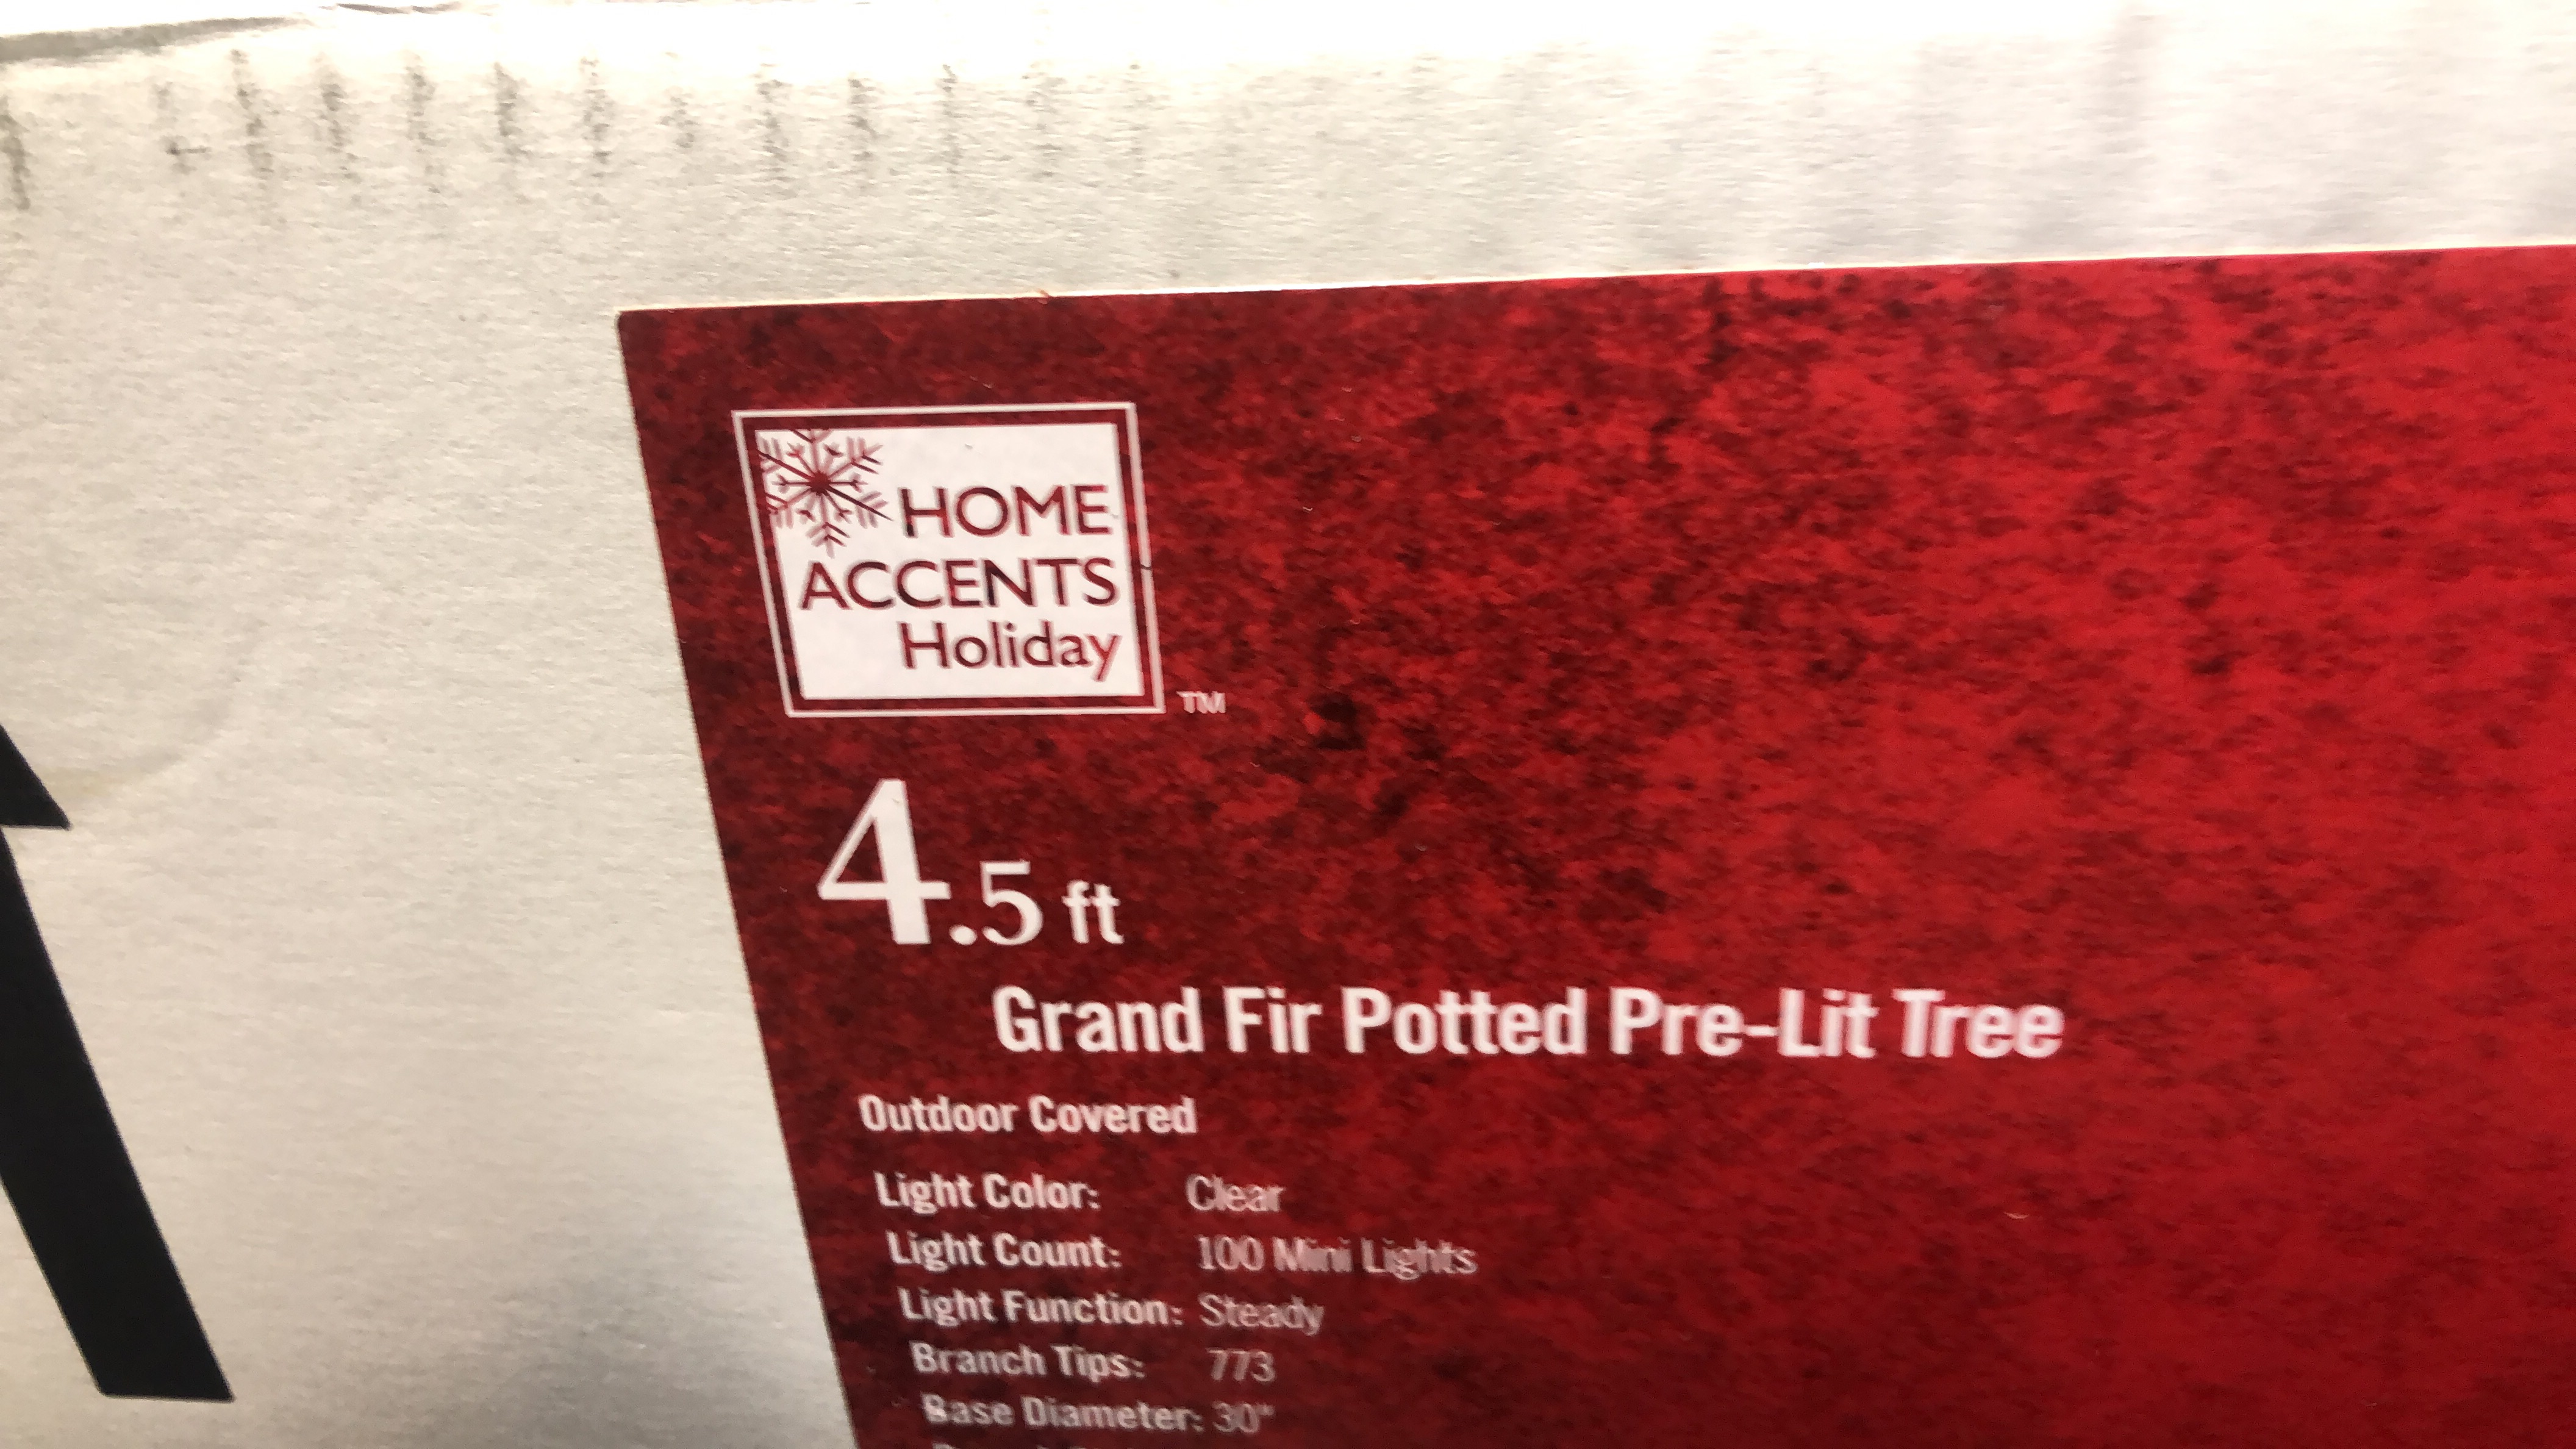 HOME
ACCENTS
Holiday
TM
4.5 ft
Grand Fir Potted Pre-Lit Tree
Outdoor Covered
Light Color: Clear
Light Count: 100 Mini Lights
Light Function: Steady
Branch Tips: 773
Base Diameter: 30"